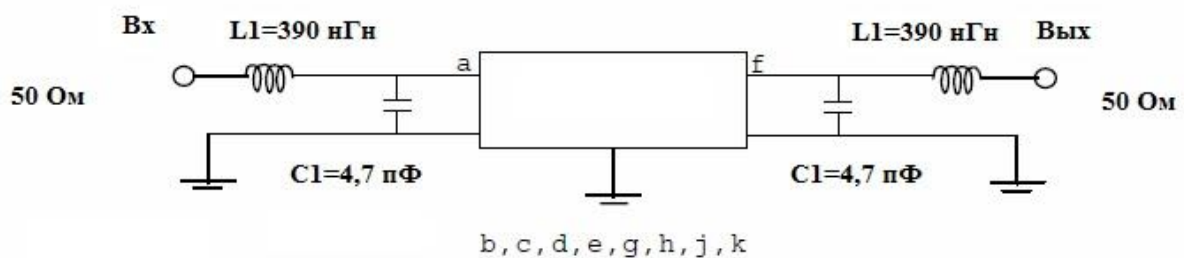 Вх
L1=390 нГн
L1=390 нГн
Вых
50 Ом
a
f
50 Ом
C1=4,7 пФ
C1=4,7 пФ
b,c,d,e,g,h,j,k